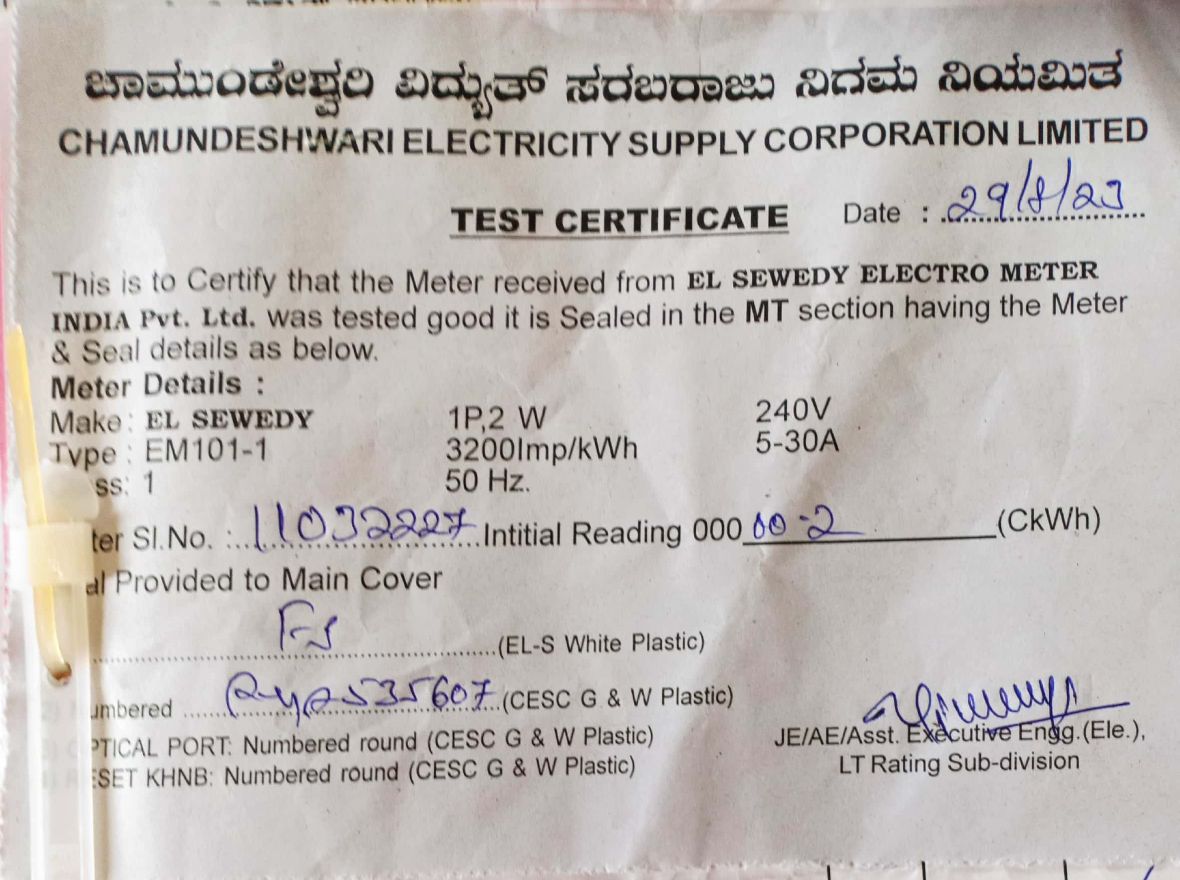 ಚಾಮುಂಡೇಶ್ವರಿ ವಿದ್ಯುತ್ ಸರಬರಾಜು ನಿಗಮ ನಿಯಮಿತ
CHAMUNDESHWARI ELECTRICITY SUPPLY CORPORATION LIMITED
TEST CERTIFICATE Date : 29/8/23
This is to Certify that the Meter received from EL SEWEDY ELECTRO METER
INDIA Pvt. Ltd. was tested good it is Sealed in the MT section having the Meter
& Seal details as below.
Meter Details :
Make : EL SEWEDY 1P,2 W 240V
Type : EM101-1 3200Imp/kWh 5-30A
ss: 1 50 Hz.
ter Sl.No. : 11032227 Intitial Reading 000 00-2 (CkWh)
al Provided to Main Cover
(EL-S White Plastic)
umbered 535607 (CESC G & W Plastic)
PTICAL PORT: Numbered round (CESC G & W Plastic)
ESET KHNB: Numbered round (CESC G & W Plastic)
JE/AE/Asst. Executive Engg.(Ele.),
LT Rating Sub-division